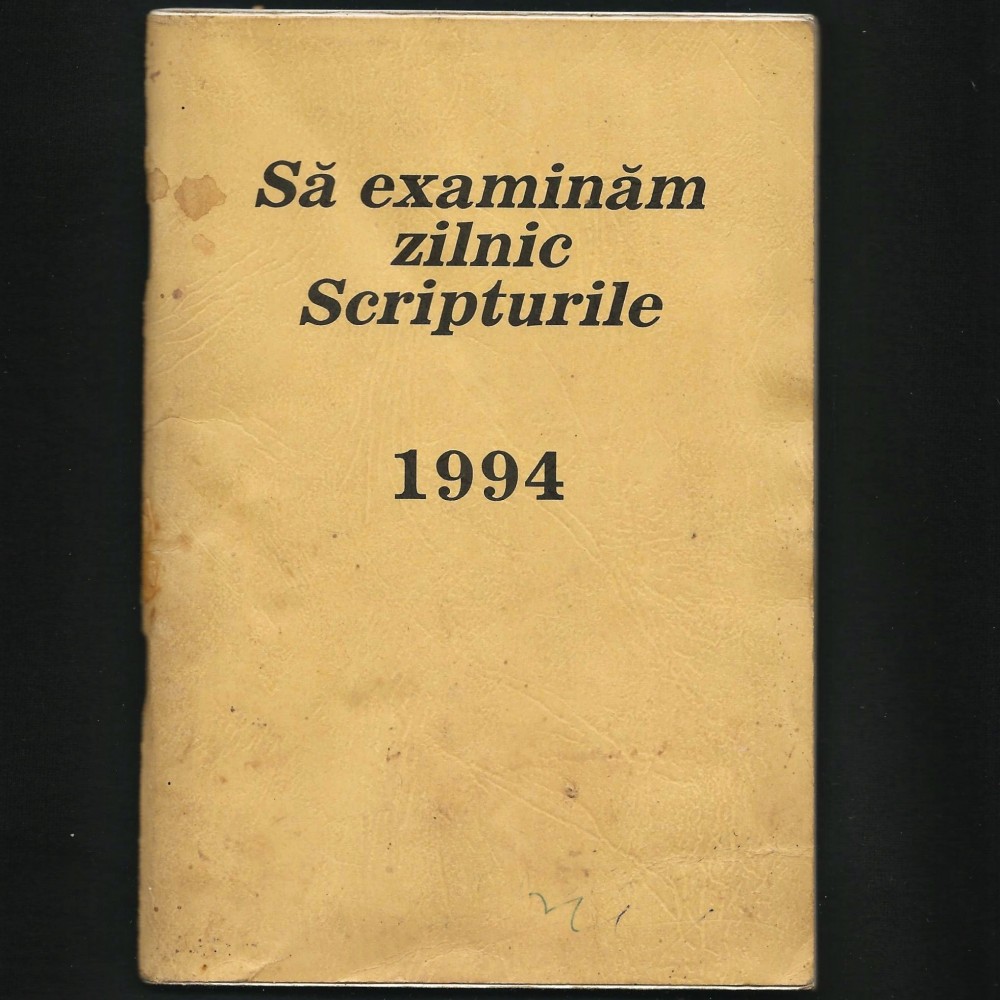 Să examinăm
zilnic
Scripturile
1994